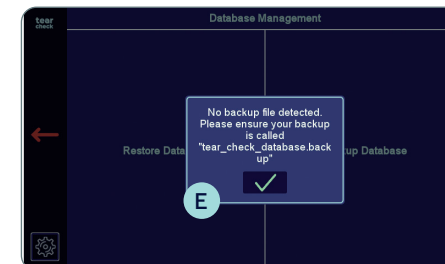 tear
check
Database Management
No backup file detected.
Please ensure your backup
is called
"tear_check_database.back
up"
Restore Data
up Database
E